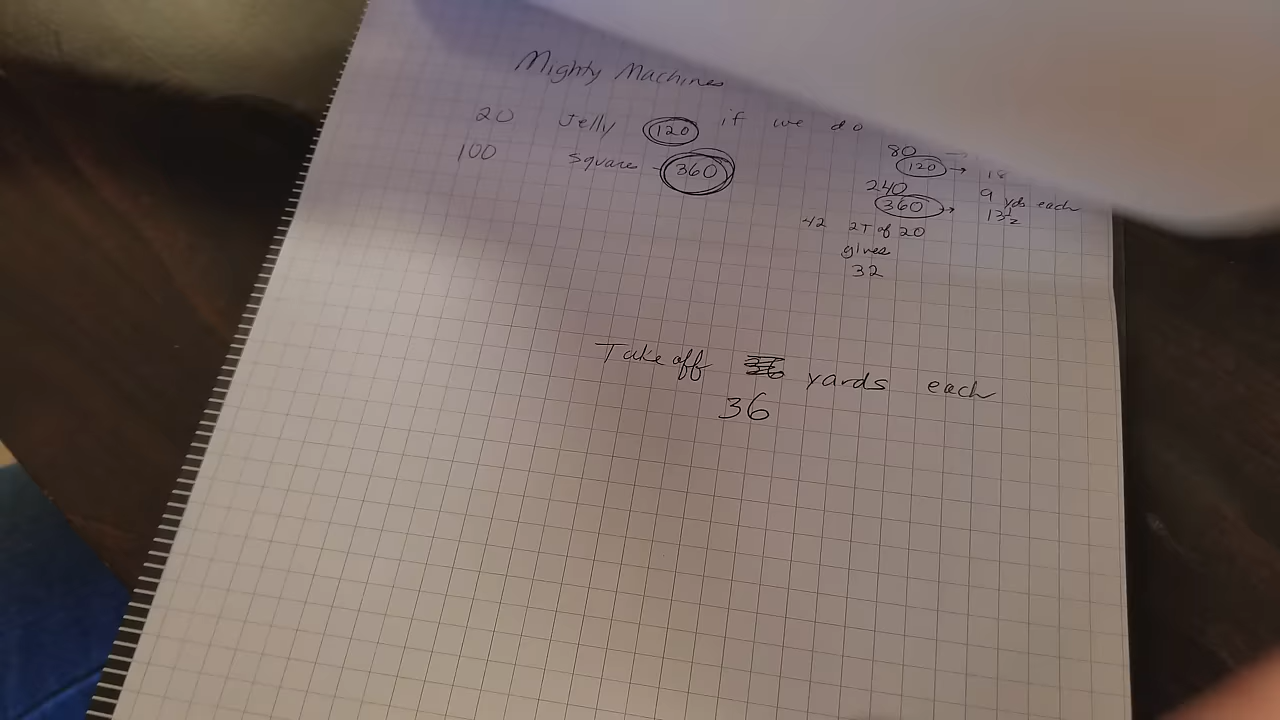 Mighty Machines
20 Jelly 120 if we do
100 square - 360
80 →
120 → 18
240 9 yds each
360 → 13½
42 2T of 20
gives
32
Take off 36 yards each
36